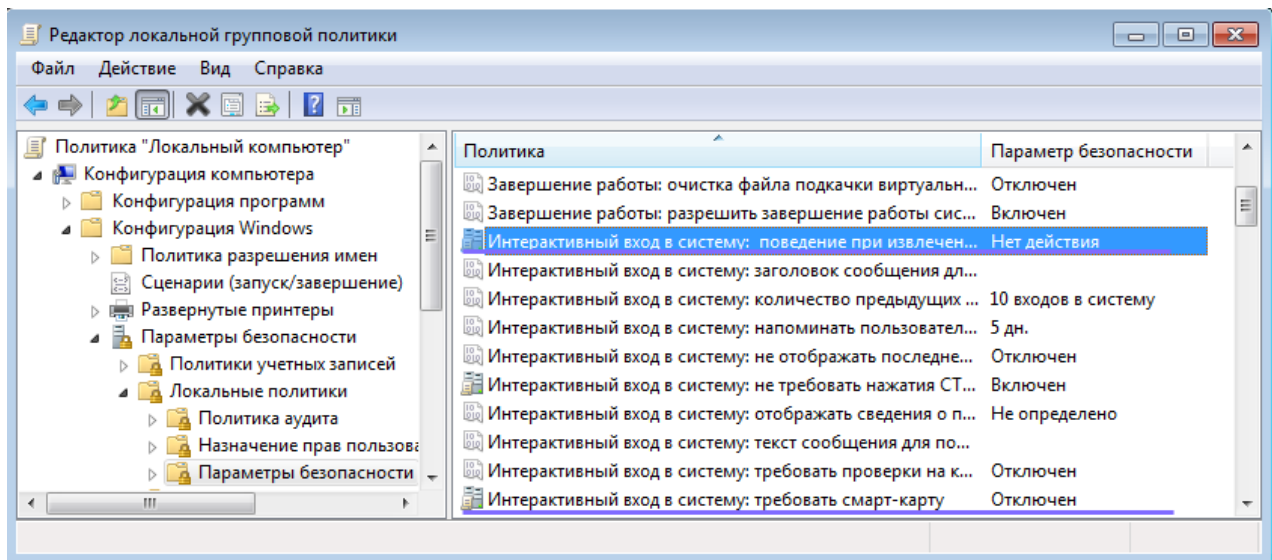 Редактор локальной групповой политики
Файл Действие Вид Справка
Политика "Локальный компьютер"
Конфигурация компьютера
Конфигурация программ
Конфигурация Windows
Политика разрешения имен
Сценарии (запуск/завершение)
Развернутые принтеры
Параметры безопасности
Политики учетных записей
Локальные политики
Политика аудита
Назначение прав пользова
Параметры безопасности
Политика Параметр безопасности
Завершение работы: очистка файла подкачки виртуальн... Отключен
Завершение работы: разрешить завершение работы сис... Включен
Интерактивный вход в систему: поведение при извлечен... Нет действия
Интерактивный вход в систему: заголовок сообщения дл...
Интерактивный вход в систему: количество предыдущих ... 10 входов в систему
Интерактивный вход в систему: напоминать пользовател... 5 дн.
Интерактивный вход в систему: не отображать последне... Отключен
Интерактивный вход в систему: не требовать нажатия CT... Включен
Интерактивный вход в систему: отображать сведения о п... Не определено
Интерактивный вход в систему: текст сообщения для по...
Интерактивный вход в систему: требовать проверки на к... Отключен
Интерактивный вход в систему: требовать смарт-карту Отключен